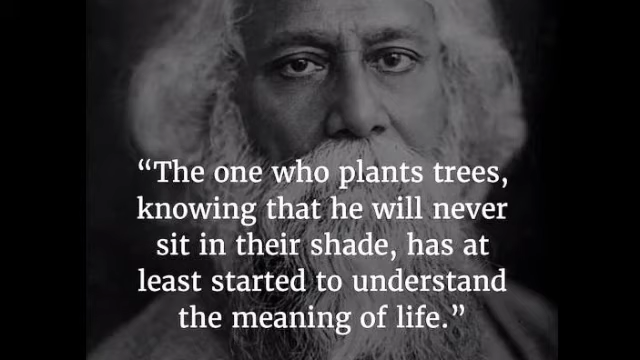 “The one who plants trees,
knowing that he will never
sit in their shade, has at
least started to understand
the meaning of life.”